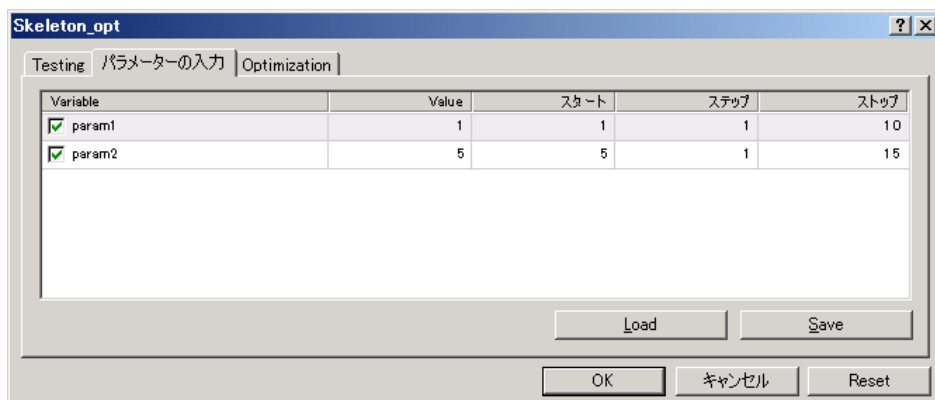 Skeleton_opt
Testing パラメーターの入力 Optimization
Variable Value スタート ステップ ストップ
param1 1 1 1 10
param2 5 5 1 15
Load Save
OK キャンセル Reset